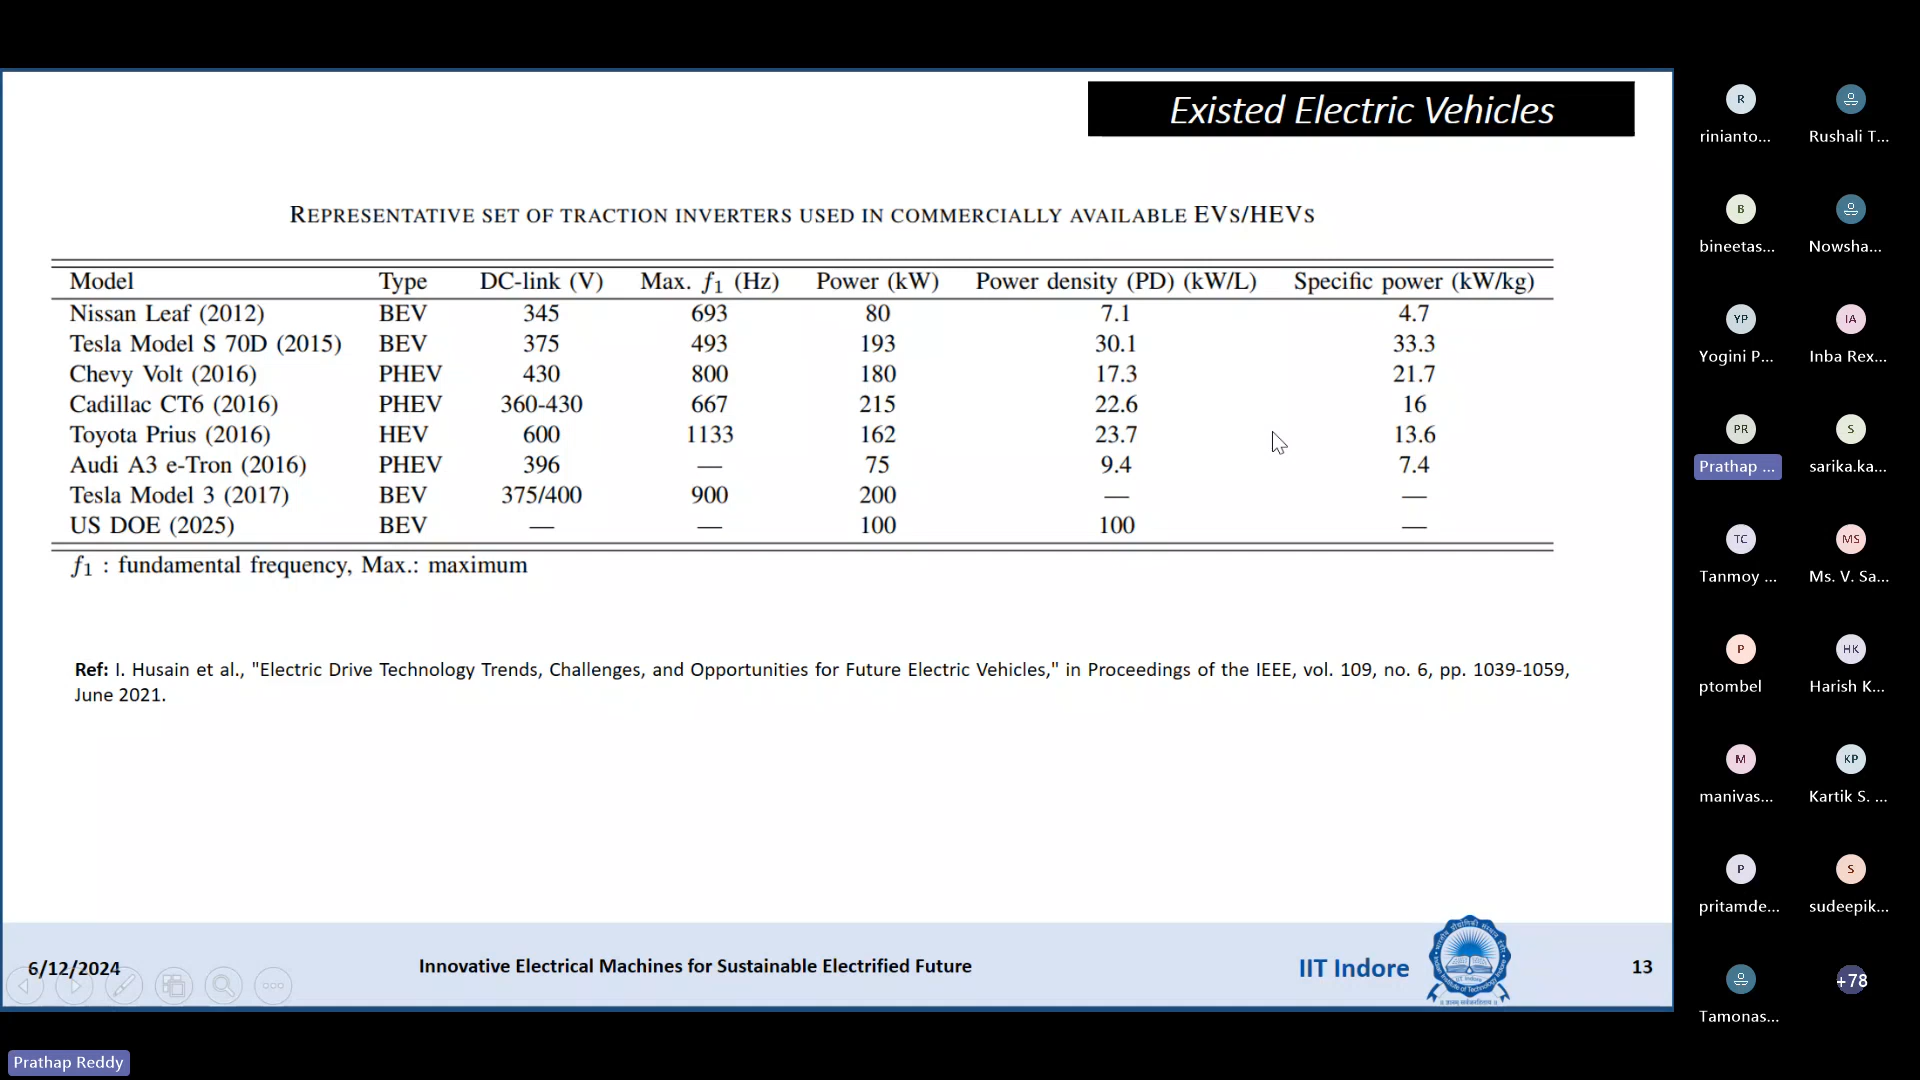 Existed Electric Vehicles
REPRESENTATIVE SET OF TRACTION INVERTERS USED IN COMMERCIALLY AVAILABLE EVS/HEVS
Model Type DC-link (V) Max. f1 (Hz) Power (kW) Power density (PD) (kW/L) Specific power (kW/kg)
Nissan Leaf (2012) BEV 345 693 80 7.1 4.7
Tesla Model S 70D (2015) BEV 375 493 193 30.1 33.3
Chevy Volt (2016) PHEV 430 800 180 17.3 21.7
Cadillac CT6 (2016) PHEV 360-430 667 215 22.6 16
Toyota Prius (2016) HEV 600 1133 162 23.7 13.6
Audi A3 e-Tron (2016) PHEV 396 — 75 9.4 7.4
Tesla Model 3 (2017) BEV 375/400 900 200 — —
US DOE (2025) BEV — — 100 100 —
f1 : fundamental frequency, Max.: maximum
Ref: I. Husain et al., "Electric Drive Technology Trends, Challenges, and Opportunities for Future Electric Vehicles," in Proceedings of the IEEE, vol. 109, no. 6, pp. 1039-1059,
June 2021.
6/12/2024 Innovative Electrical Machines for Sustainable Electrified Future IIT Indore 13
Prathap Reddy
R
rinianto... Rushali T...
B
bineetas... Nowsha...
YP IA
Yogini P... Inba Rex...
PR S
Prathap ... sarika.ka...
TC MS
Tanmoy ... Ms. V. Sa...
P HK
ptombel Harish K...
M KP
manivas... Kartik S. ...
P S
pritamde... sudeepik...
+78
Tamonas...